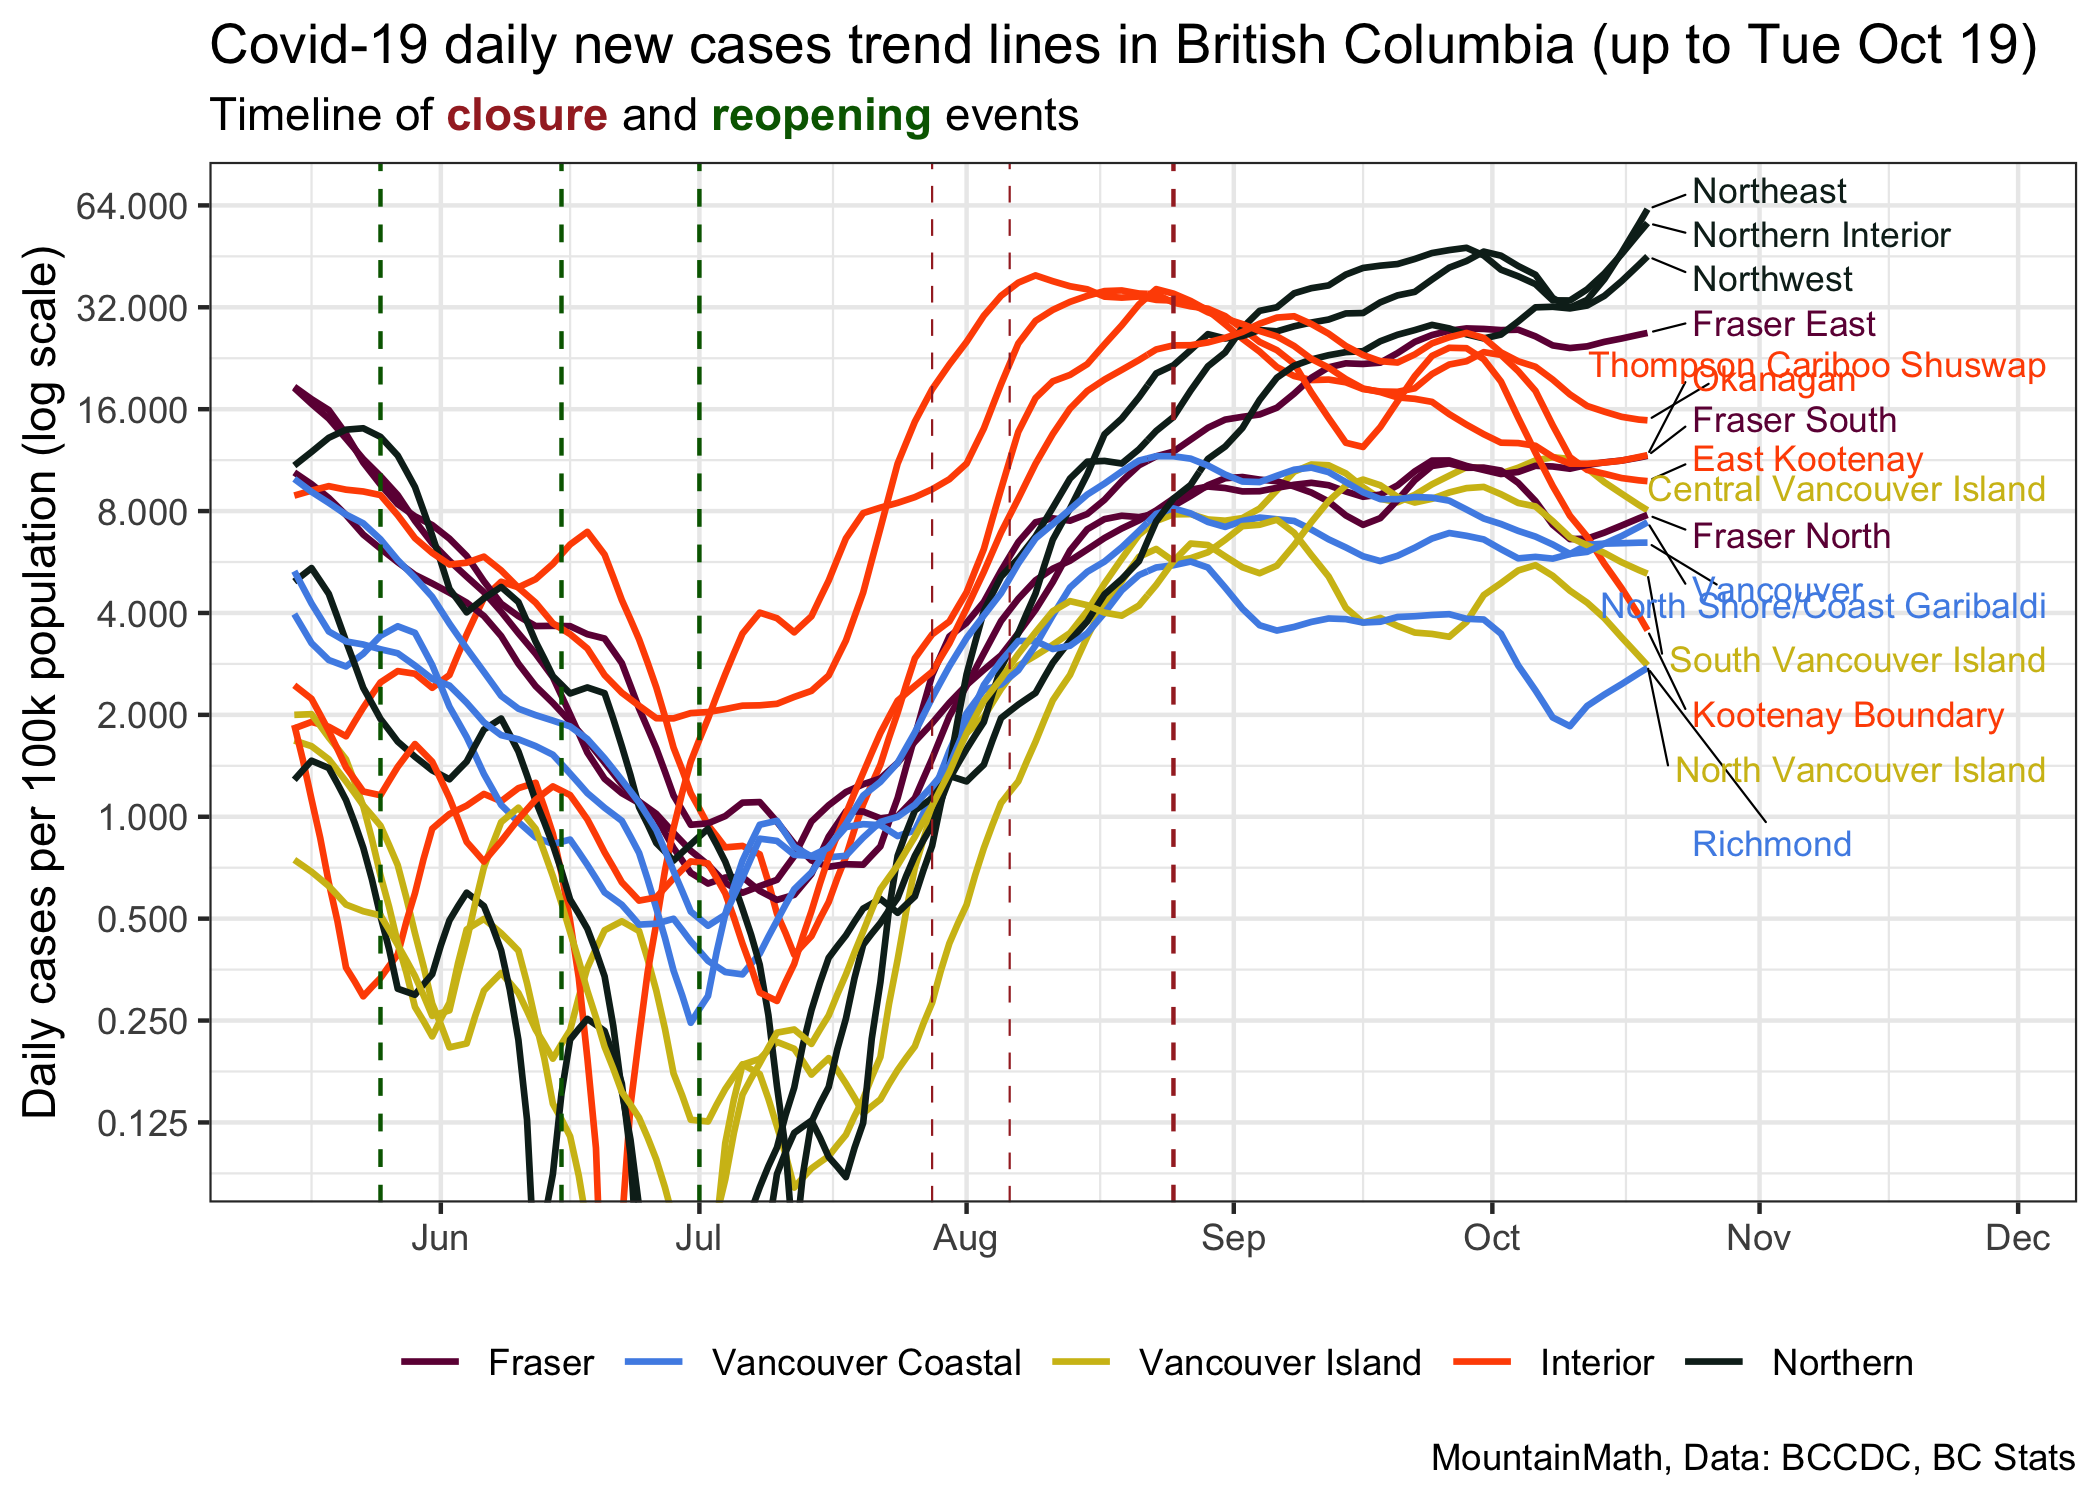 Covid-19 daily new cases trend lines in British Columbia (up to Tue Oct 19)
Timeline of closure and reopening events
Daily cases per 100k population (log scale)
64.000
32.000
16.000
8.000
4.000
2.000
1.000
0.500
0.250
0.125
Northeast
Northern Interior
Northwest
Fraser East
Thompson Cariboo Shuswap
Okanagan
Fraser South
East Kootenay
Central Vancouver Island
Fraser North
Vancouver
North Shore/Coast Garibaldi
South Vancouver Island
Kootenay Boundary
North Vancouver Island
Richmond
Jun Jul Aug Sep Oct Nov Dec
Fraser Vancouver Coastal Vancouver Island Interior Northern
MountainMath, Data: BCCDC, BC Stats